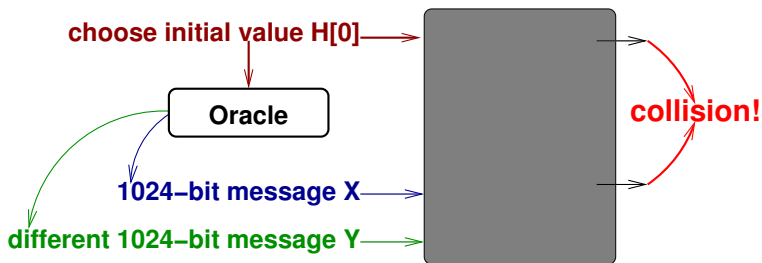 choose initial value H[0]
Oracle
collision!
1024−bit message X
different 1024−bit message Y